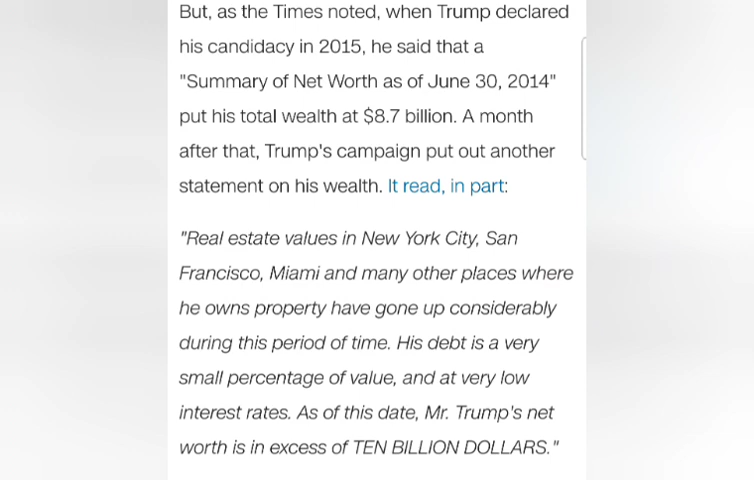 But, as the Times noted, when Trump declared
his candidacy in 2015, he said that a
"Summary of Net Worth as of June 30, 2014"
put his total wealth at $8.7 billion. A month
after that, Trump's campaign put out another
statement on his wealth. It read, in part:
"Real estate values in New York City, San
Francisco, Miami and many other places where
he owns property have gone up considerably
during this period of time. His debt is a very
small percentage of value, and at very low
interest rates. As of this date, Mr. Trump's net
worth is in excess of TEN BILLION DOLLARS."